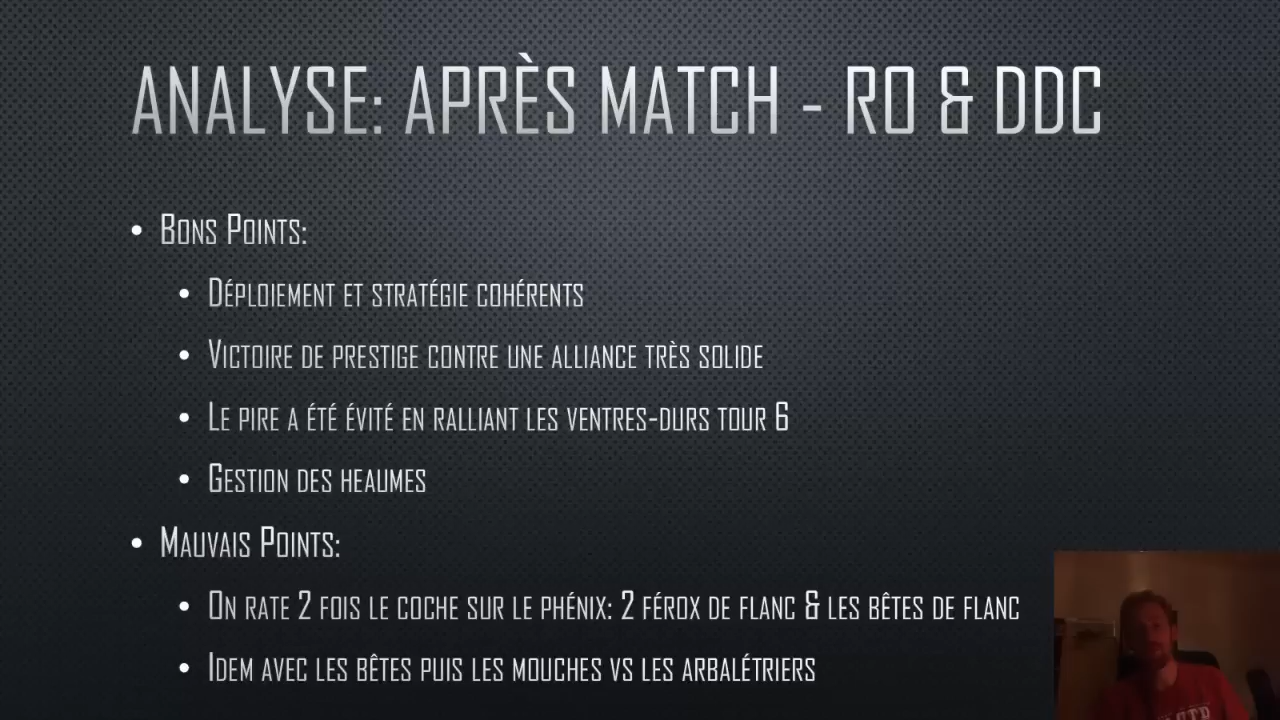 ANALYSE: APRÈS MATCH - RO & DDC
• BONS POINTS:
• DÉPLOIEMENT ET STRATÉGIE COHÉRENTS
• VICTOIRE DE PRESTIGE CONTRE UNE ALLIANCE TRÈS SOLIDE
• LE PIRE A ÉTÉ ÉVITÉ EN RALLIANT LES VENTRES-DURS TOUR 6
• GESTION DES HEAUMES
• MAUVAIS POINTS:
• ON RATE 2 FOIS LE COCHE SUR LE PHÉNIX: 2 FÉROX DE FLANC & LES BÊTES DE FLANC
• IDEM AVEC LES BÊTES PUIS LES MOUCHES VS LES ARBALÉTRIERS